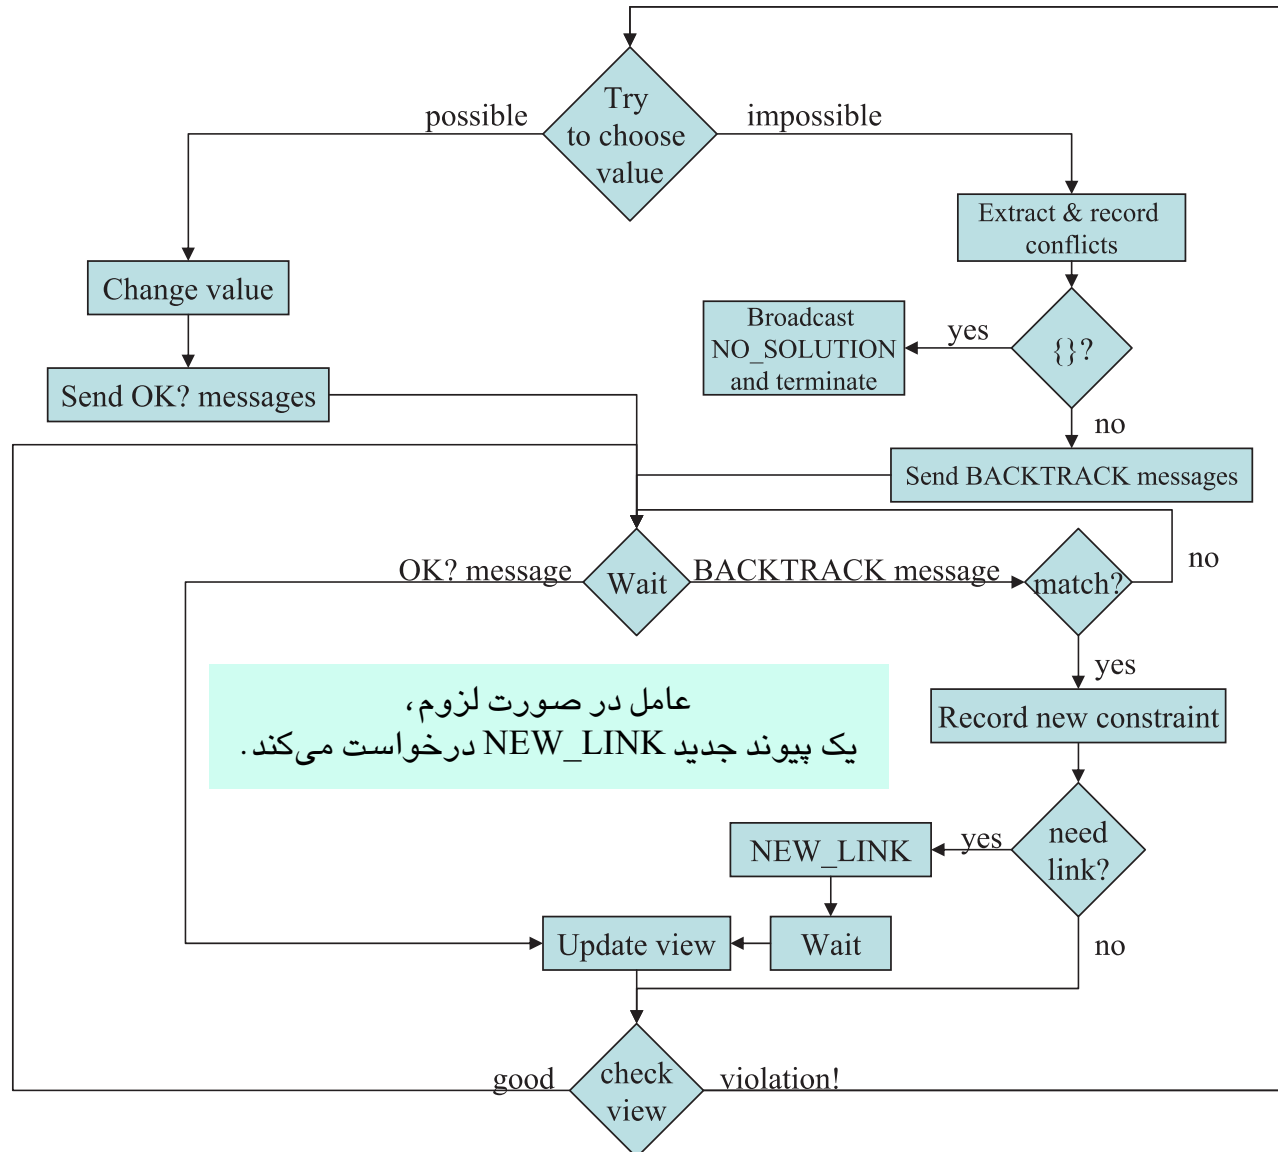 Try
to choose
value
possible
impossible
Extract & record
conflicts
Change value
Broadcast
NO_SOLUTION
and terminate
yes
{}?
Send OK? messages
no
Send BACKTRACK messages
OK? message
Wait
BACKTRACK message
match?
no
yes
عامل در صورت لزوم،
یک پیوند جدید NEW_LINK درخواست می‌کند.
Record new constraint
need
link?
yes
NEW_LINK
Update view
Wait
no
good
check
view
violation!